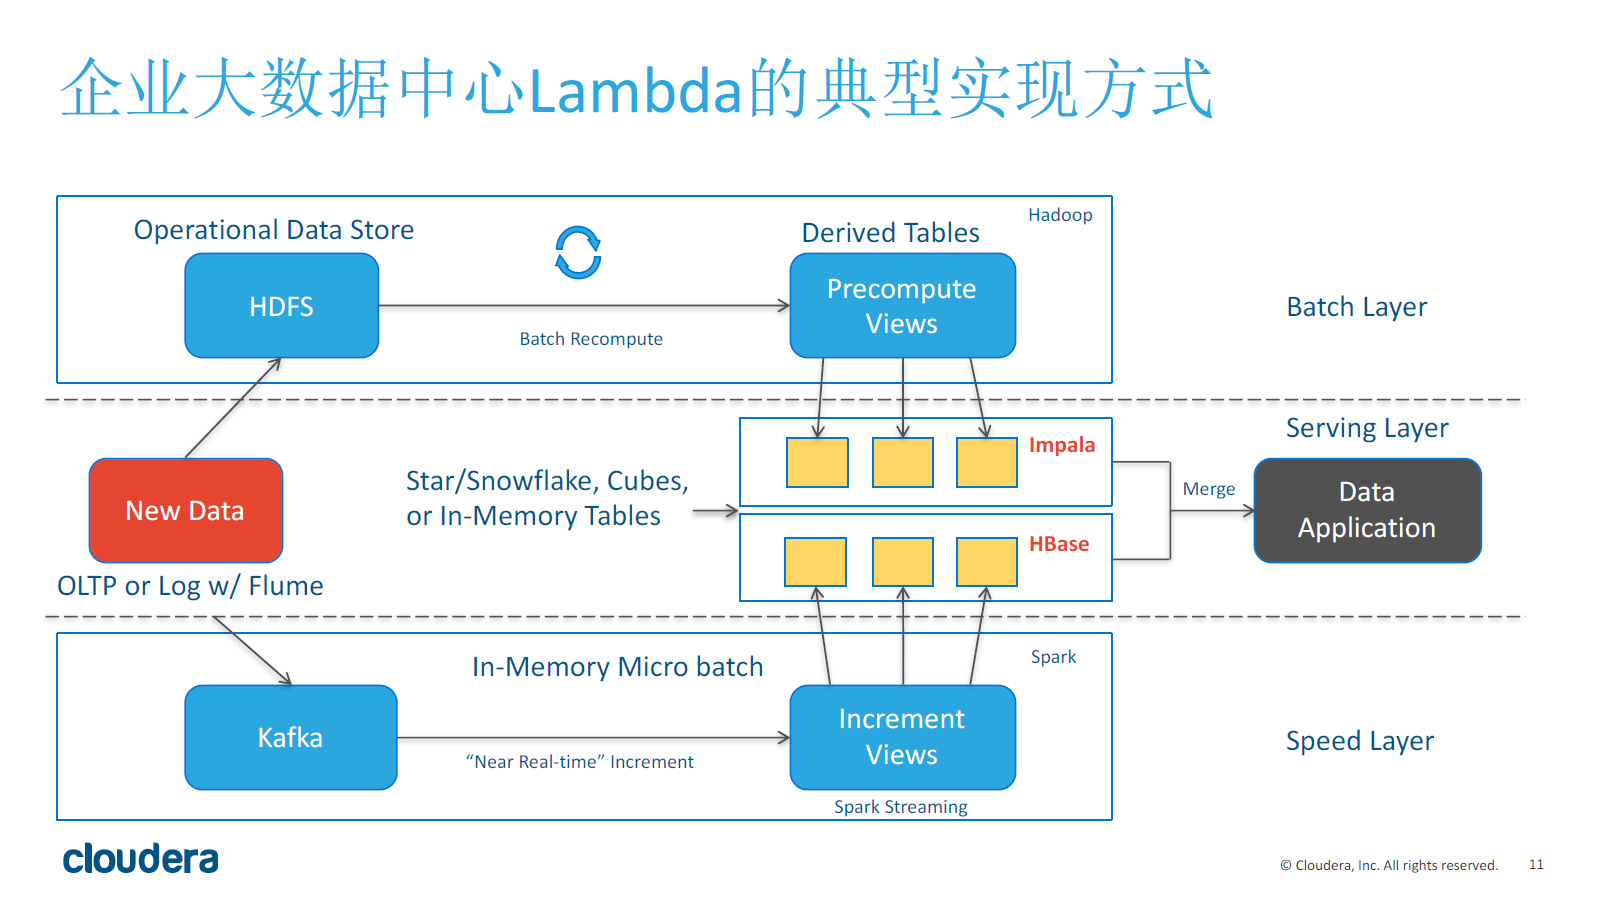 企业大数据中心Lambda的典型实现方式
Hadoop
Operational Data Store
Derived Tables
HDFS
Precompute
Views
Batch Recompute
Batch Layer
Serving Layer
Impala
Star/Snowflake, Cubes,
or In-Memory Tables
New Data
Merge
Data
Application
HBase
OLTP or Log w/ Flume
Spark
In-Memory Micro batch
Kafka
Increment
Views
“Near Real-time” Increment
Speed Layer
Spark Streaming
cloudera
© Cloudera, Inc. All rights reserved.
11